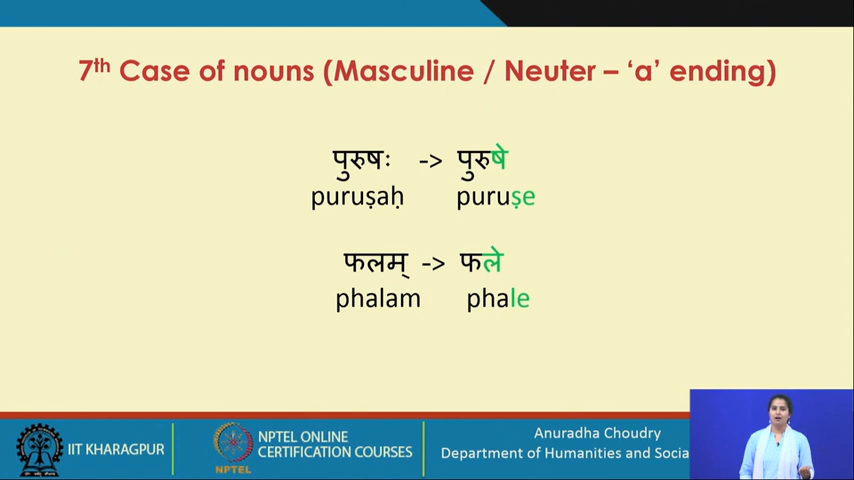 7th Case of nouns (Masculine / Neuter – ‘a’ ending)
पुरुषः -> पुरुषे
puruṣaḥ puruṣe
फलम् -> फले
phalam phale
IIT KHARAGPUR
NPTEL
NPTEL ONLINE
CERTIFICATION COURSES
Anuradha Choudry
Department of Humanities and